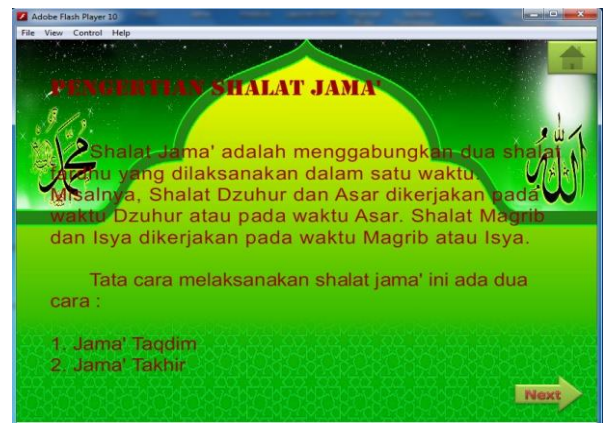 Adobe Flash Player 10
File View Control Help
PENGERTIAN SHALAT JAMA'
Shalat Jama' adalah menggabungkan dua shalat
fardhu yang dilaksanakan dalam satu waktu.
Misalnya, Shalat Dzuhur dan Asar dikerjakan pada
waktu Dzuhur atau pada waktu Asar. Shalat Magrib
dan Isya dikerjakan pada waktu Magrib atau Isya.
Tata cara melaksanakan shalat jama' ini ada dua
cara :
1. Jama' Taqdim
2. Jama' Takhir
Next
محمد
الله